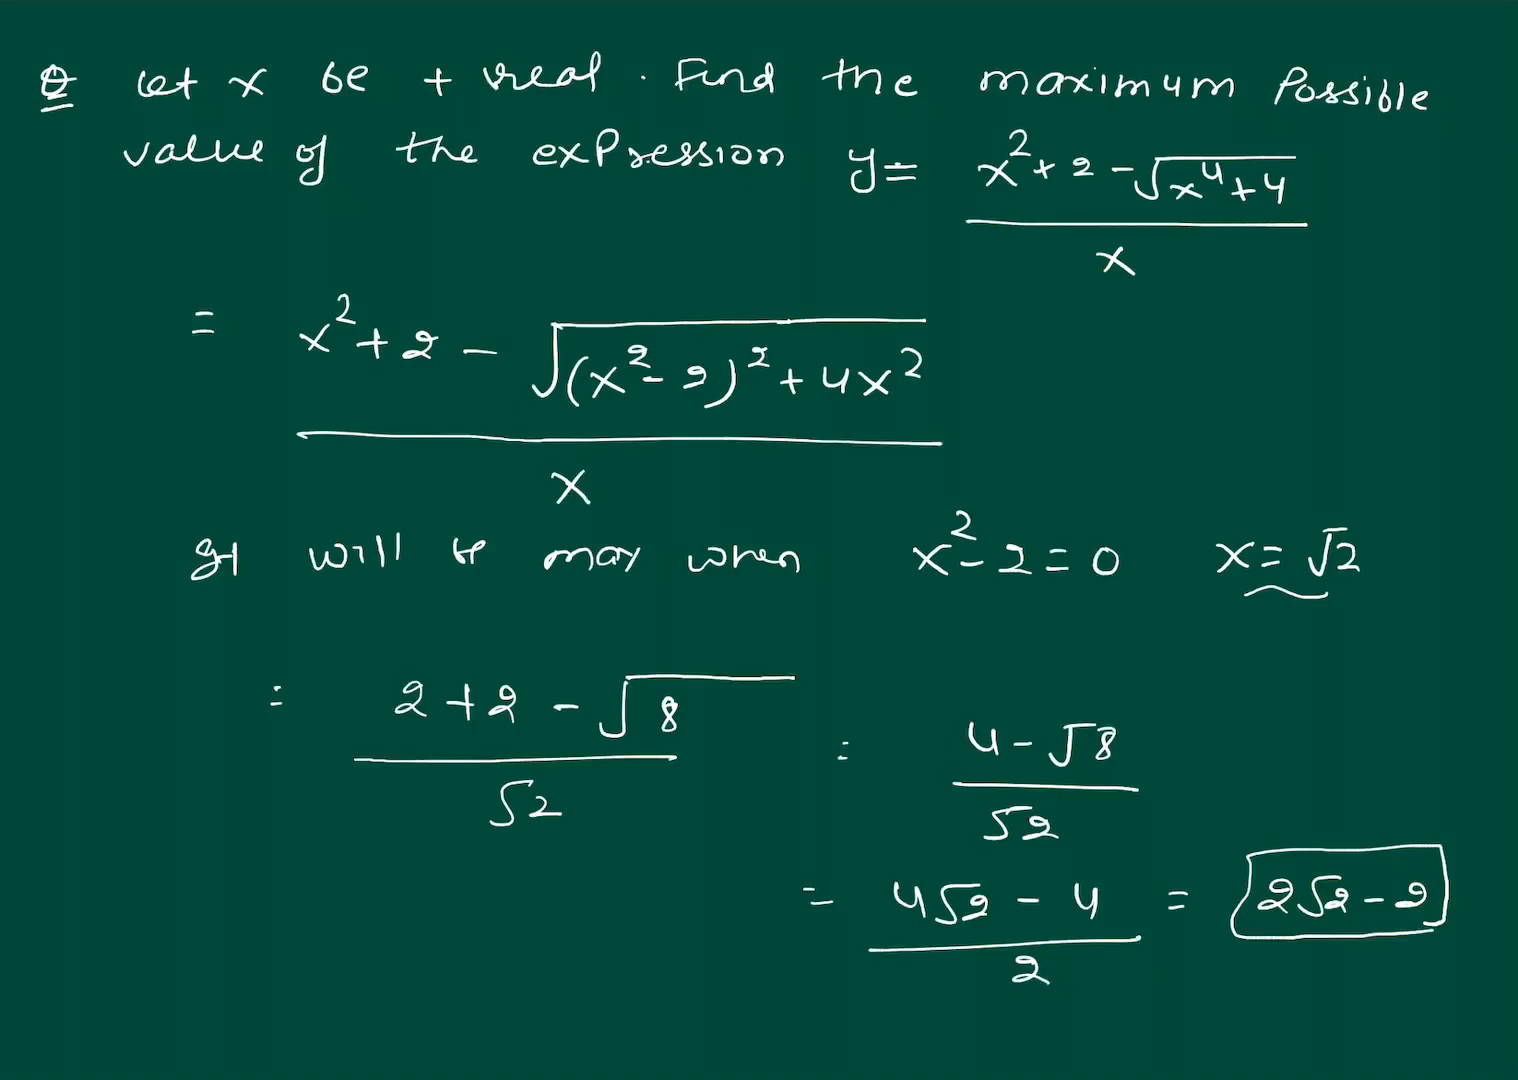 Q let x be + real. Find the maximum Possible
value of the expression y = (x² + 2 - √(x⁴ + 4)) / x
= (x² + 2 - √((x² - 2)² + 4x²)) / x
It will be max when x² - 2 = 0 x = √2
= (2 + 2 - √8) / √2 = (4 - √8) / √2
= (4√2 - 4) / 2 = 2√2 - 2